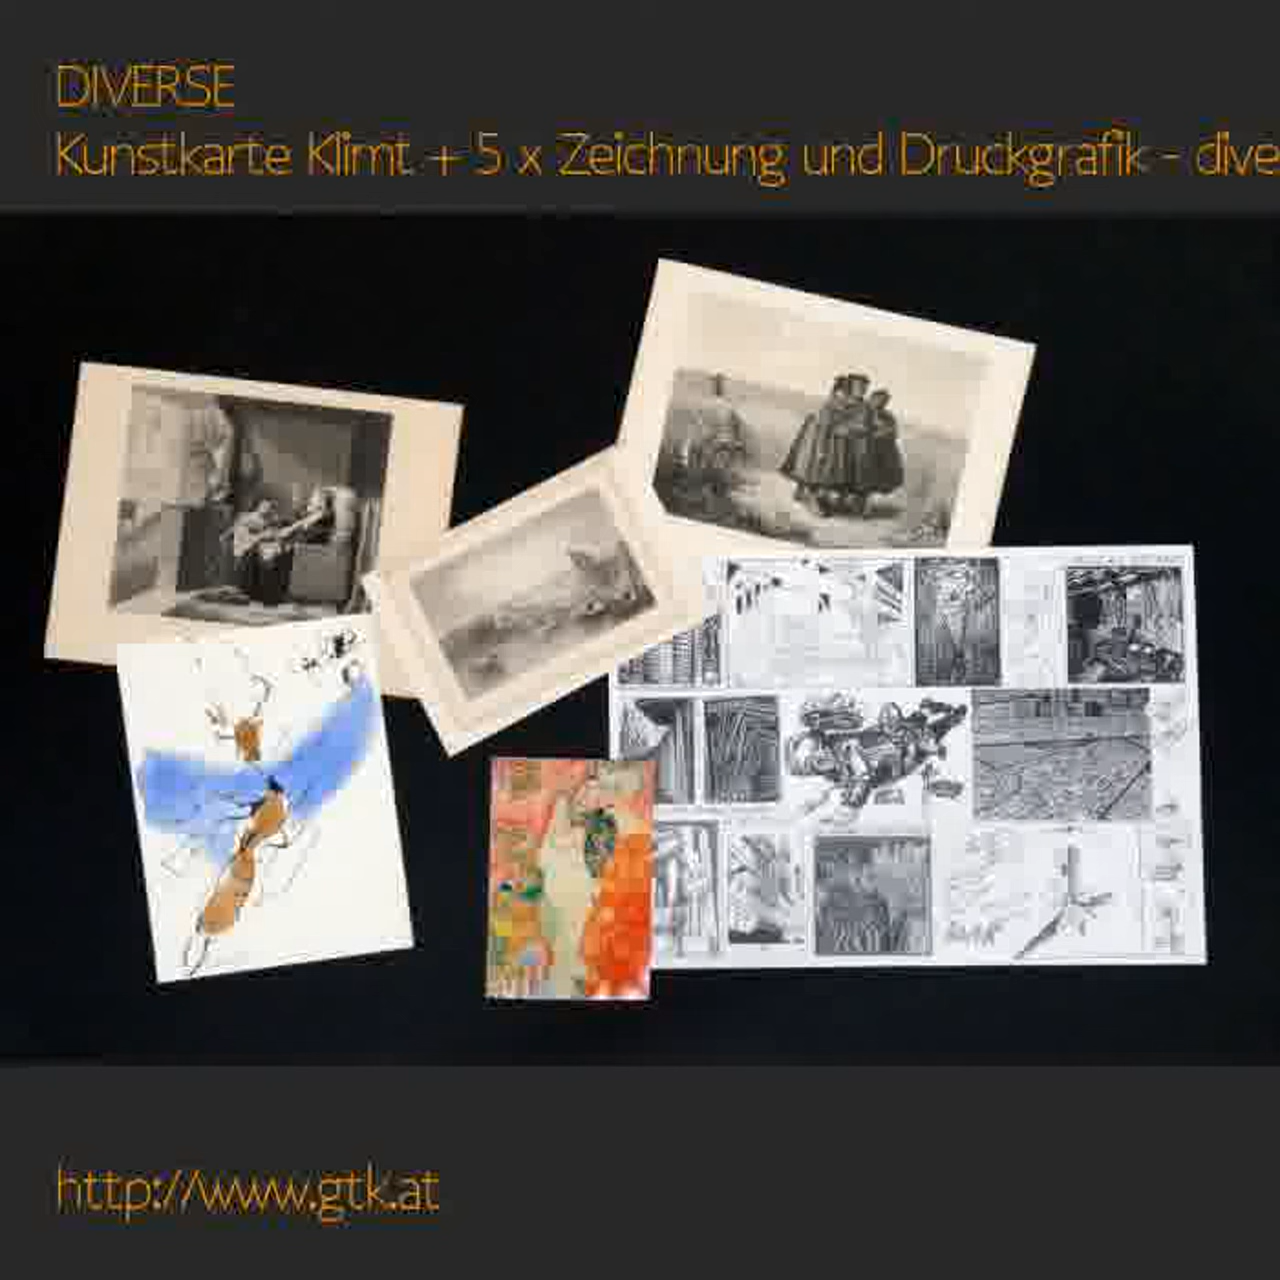 DIVERSE
Kunstkarte Klimt + 5 x Zeichnung und Druckgrafik - dive
http://www.gtk.at